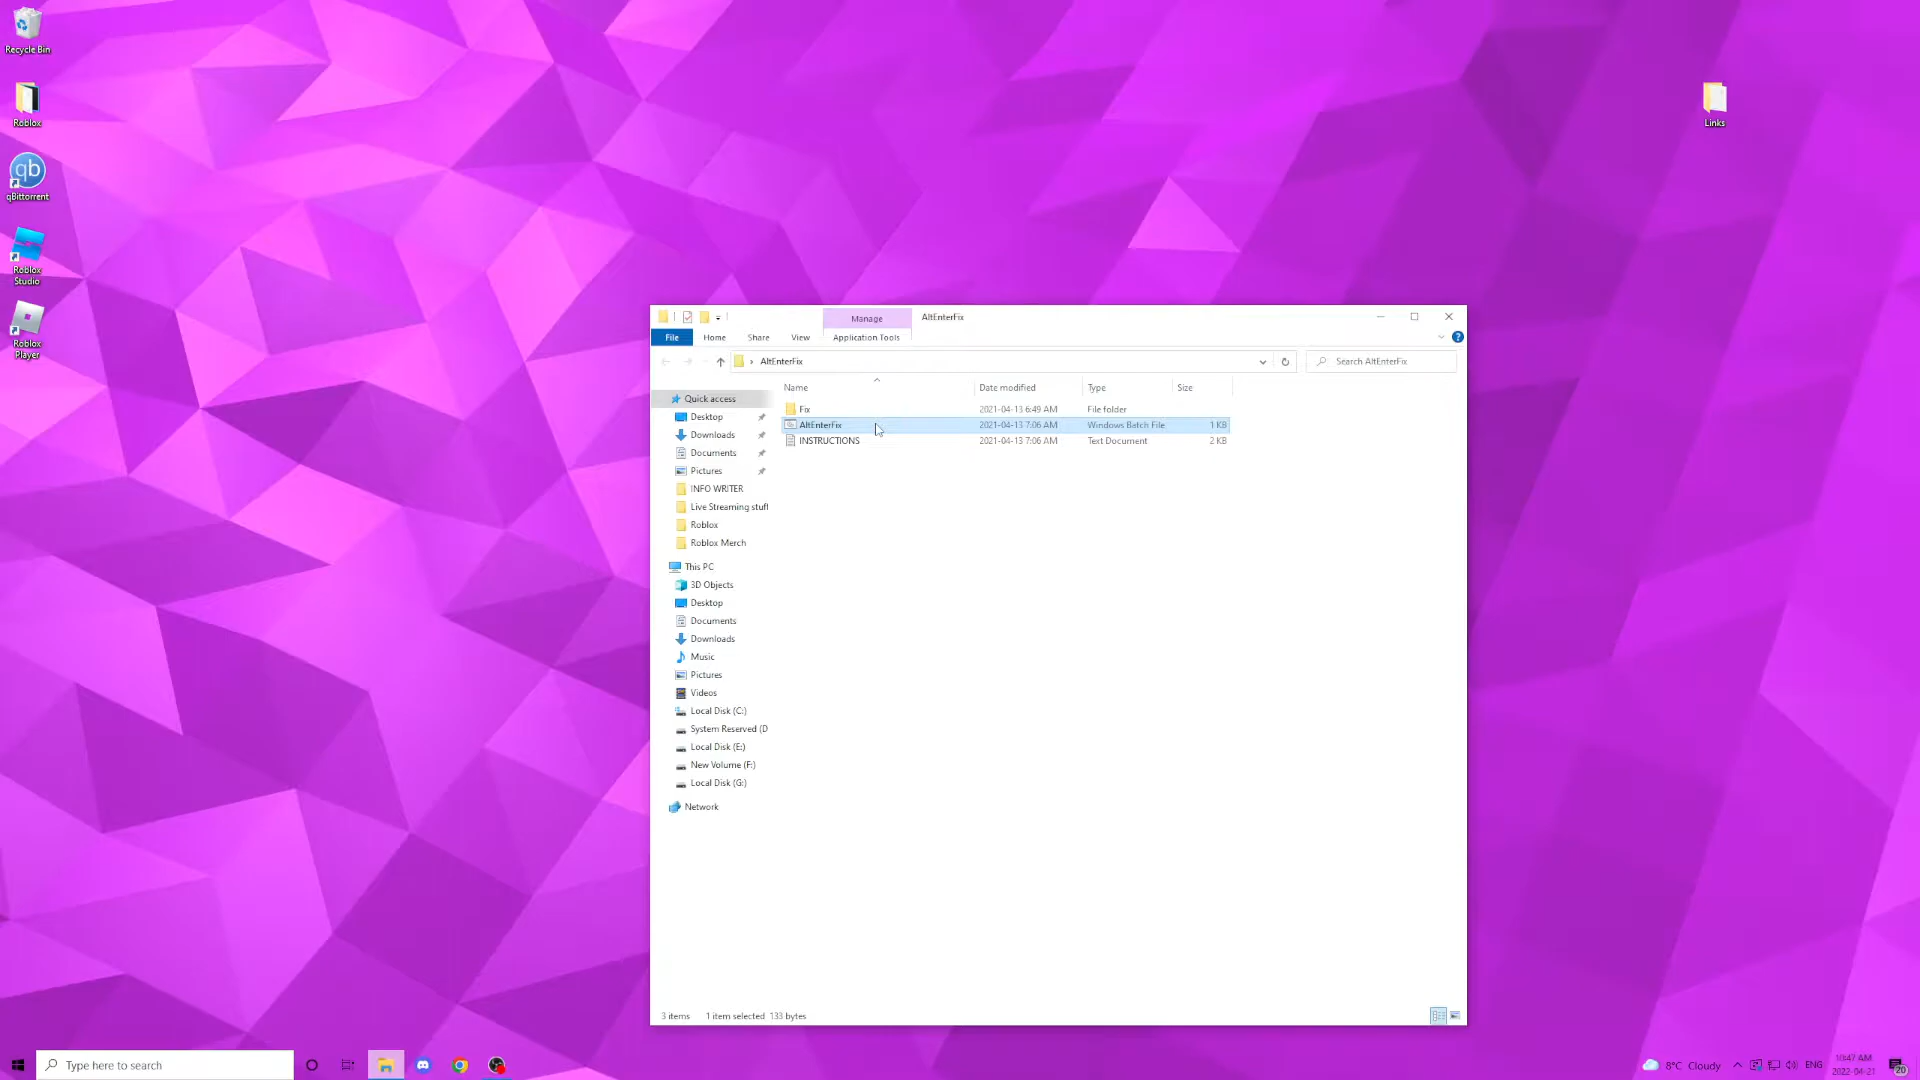 Recycle Bin
Roblox
qb
qBittorrent
Roblox
Studio
Roblox
Player
Links
Manage
AltEnterFix
File
Home
Share
View
Application Tools
AltEnterFix
Search AltEnterFix
Name
Date modified
Type
Size
Fix
2021-04-13 6:49 AM
File folder
AltEnterFix
2021-04-13 7:06 AM
Windows Batch File
1 KB
INSTRUCTIONS
2021-04-13 7:06 AM
Text Document
2 KB
Quick access
Desktop
Downloads
Documents
Pictures
INFO WRITER
Live Streaming stuff
Roblox
Roblox Merch
This PC
3D Objects
Desktop
Documents
Downloads
Music
Pictures
Videos
Local Disk (C:)
System Reserved (D
Local Disk (E:)
New Volume (F:)
Local Disk (G:)
Network
3 items
1 item selected 133 bytes
Type here to search
8°C Cloudy
ENG
10:47 AM
2022-04-21
20